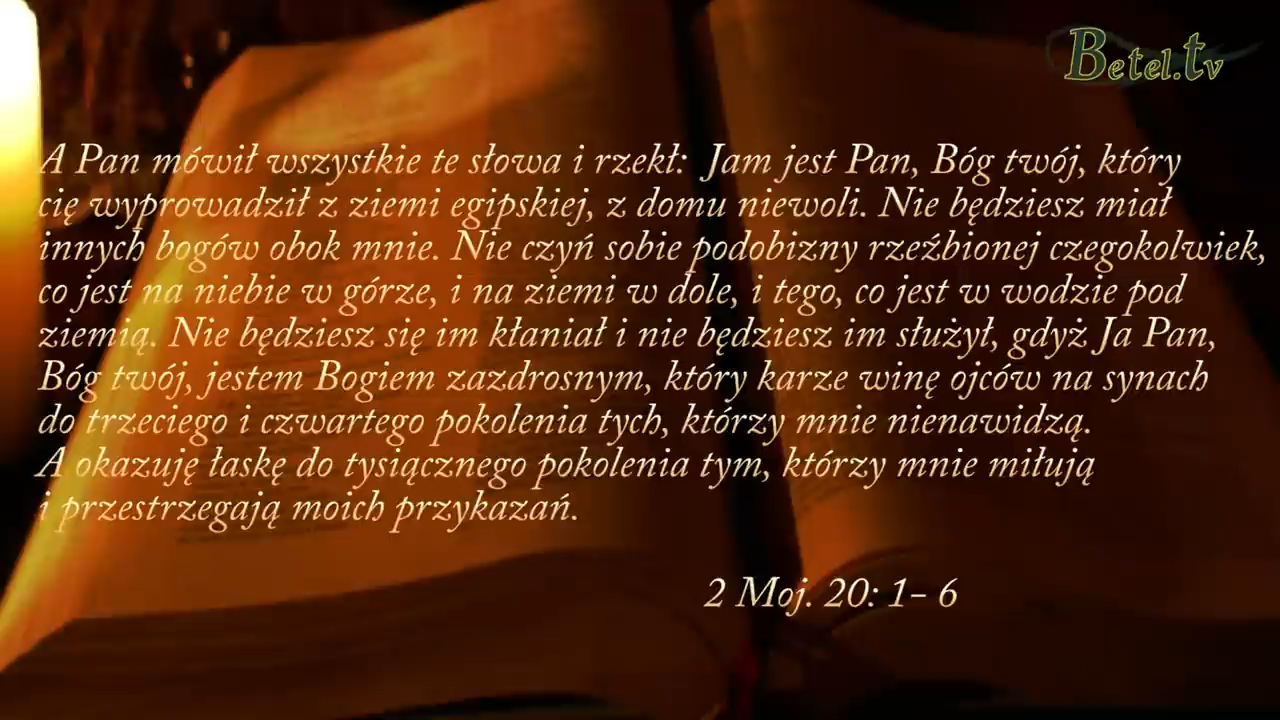 Betel.tv
A Pan mówił wszystkie te słowa i rzekł: Jam jest Pan, Bóg twój, który
cię wyprowadził z ziemi egipskiej, z domu niewoli. Nie będziesz miał
innych bogów obok mnie. Nie czyń sobie podobizny rzeźbionej czegokolwiek,
co jest na niebie w górze, i na ziemi w dole, i tego, co jest w wodzie pod
ziemią. Nie będziesz się im kłaniał i nie będziesz im służył, gdyż Ja Pan,
Bóg twój, jestem Bogiem zazdrosnym, który karze winę ojców na synach
do trzeciego i czwartego pokolenia tych, którzy mnie nienawidzą.
A okazuję łaskę do tysiącznego pokolenia tym, którzy mnie miłują
i przestrzegają moich przykazań.
2 Moj. 20: 1- 6